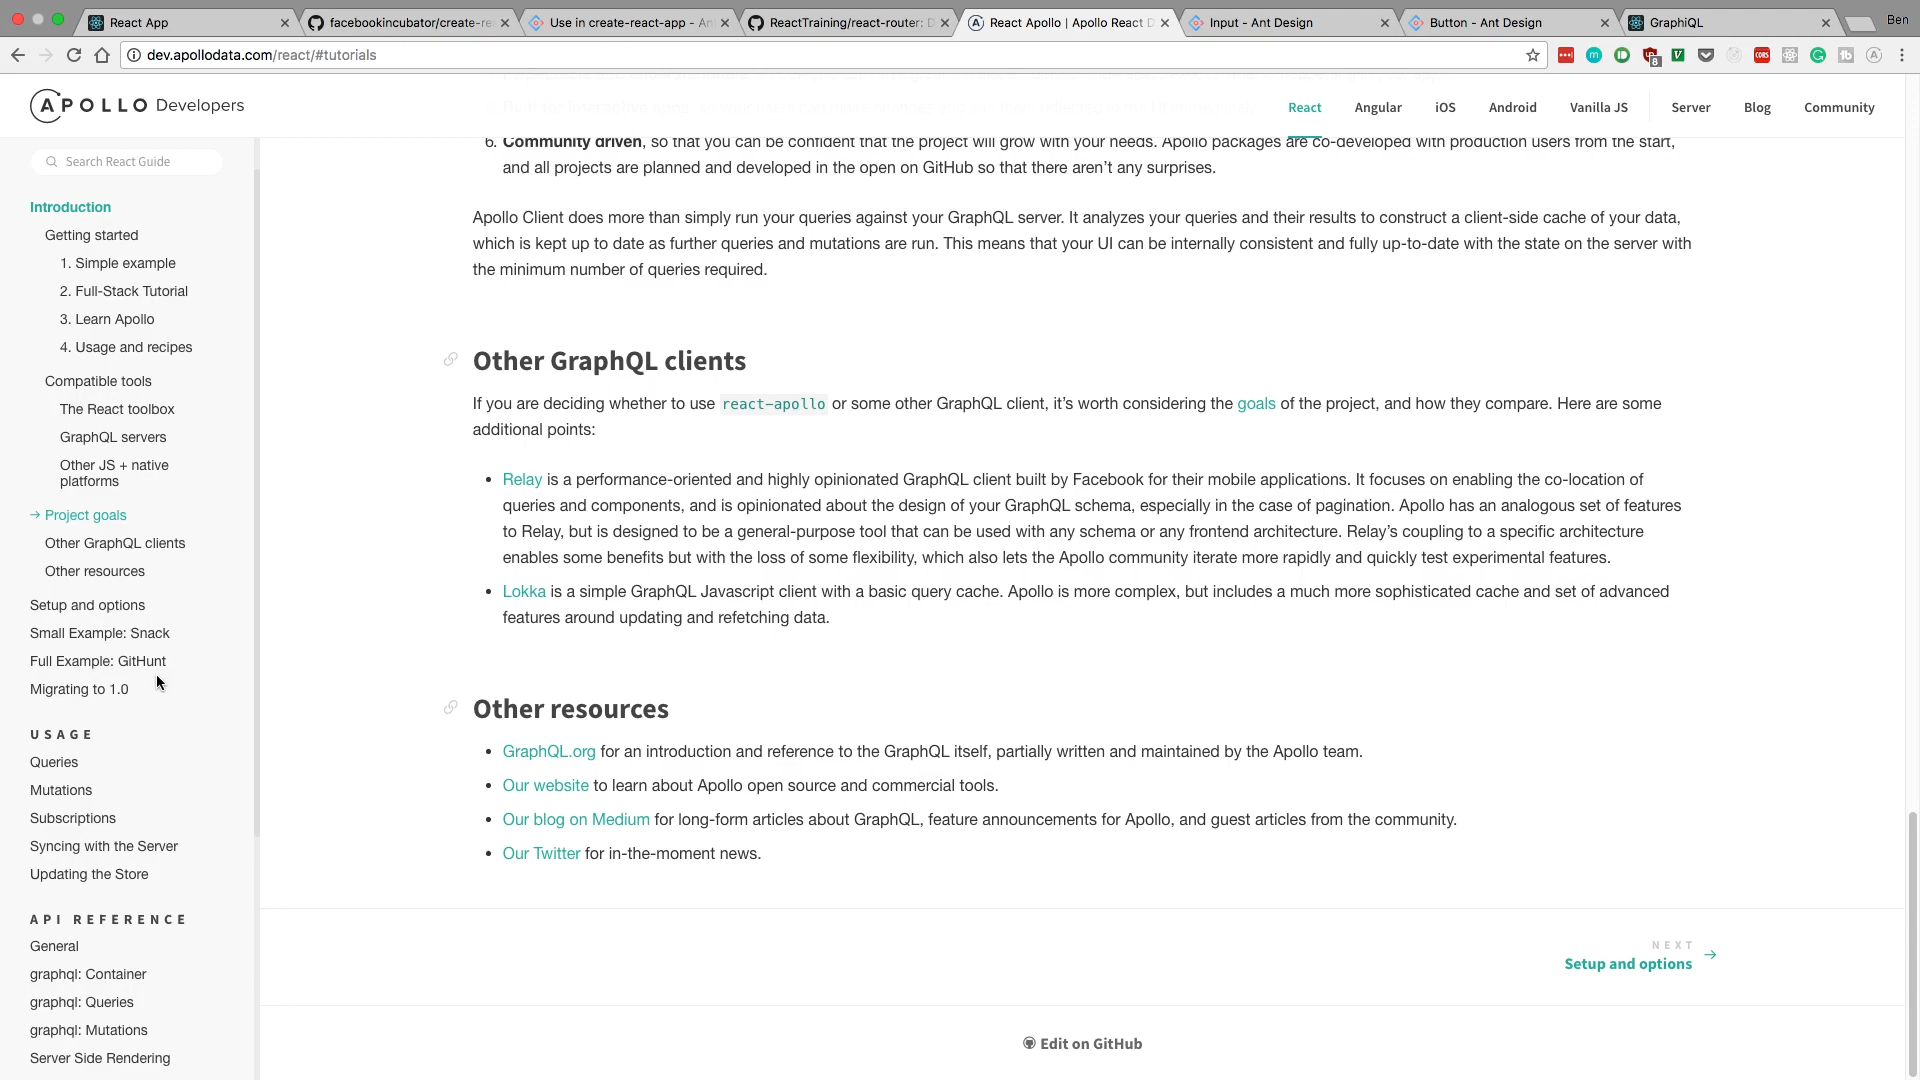 React App
facebookincubator/create-re
Use in create-react-app - An
ReactTraining/react-router: D
React Apollo | Apollo React D
Input - Ant Design
Button - Ant Design
GraphiQL
Ben
dev.apollodata.com/react/#tutorials
APOLLO Developers
React
Angular
iOS
Android
Vanilla JS
Server
Blog
Community
Search React Guide
Introduction
Getting started
1. Simple example
2. Full-Stack Tutorial
3. Learn Apollo
4. Usage and recipes
Compatible tools
The React toolbox
GraphQL servers
Other JS + native
platforms
→ Project goals
Other GraphQL clients
Other resources
Setup and options
Small Example: Snack
Full Example: GitHunt
Migrating to 1.0
USAGE
Queries
Mutations
Subscriptions
Syncing with the Server
Updating the Store
API REFERENCE
General
graphql: Container
graphql: Queries
graphql: Mutations
Server Side Rendering
6. Community driven, so that you can be confident that the project will grow with your needs. Apollo packages are co-developed with production users from the start,
and all projects are planned and developed in the open on GitHub so that there aren’t any surprises.
Apollo Client does more than simply run your queries against your GraphQL server. It analyzes your queries and their results to construct a client-side cache of your data,
which is kept up to date as further queries and mutations are run. This means that your UI can be internally consistent and fully up-to-date with the state on the server with
the minimum number of queries required.
Other GraphQL clients
If you are deciding whether to use react-apollo or some other GraphQL client, it’s worth considering the goals of the project, and how they compare. Here are some
additional points:
• Relay is a performance-oriented and highly opinionated GraphQL client built by Facebook for their mobile applications. It focuses on enabling the co-location of
queries and components, and is opinionated about the design of your GraphQL schema, especially in the case of pagination. Apollo has an analogous set of features
to Relay, but is designed to be a general-purpose tool that can be used with any schema or any frontend architecture. Relay’s coupling to a specific architecture
enables some benefits but with the loss of some flexibility, which also lets the Apollo community iterate more rapidly and quickly test experimental features.
• Lokka is a simple GraphQL Javascript client with a basic query cache. Apollo is more complex, but includes a much more sophisticated cache and set of advanced
features around updating and refetching data.
Other resources
• GraphQL.org for an introduction and reference to the GraphQL itself, partially written and maintained by the Apollo team.
• Our website to learn about Apollo open source and commercial tools.
• Our blog on Medium for long-form articles about GraphQL, feature announcements for Apollo, and guest articles from the community.
• Our Twitter for in-the-moment news.
NEXT
Setup and options →
Edit on GitHub